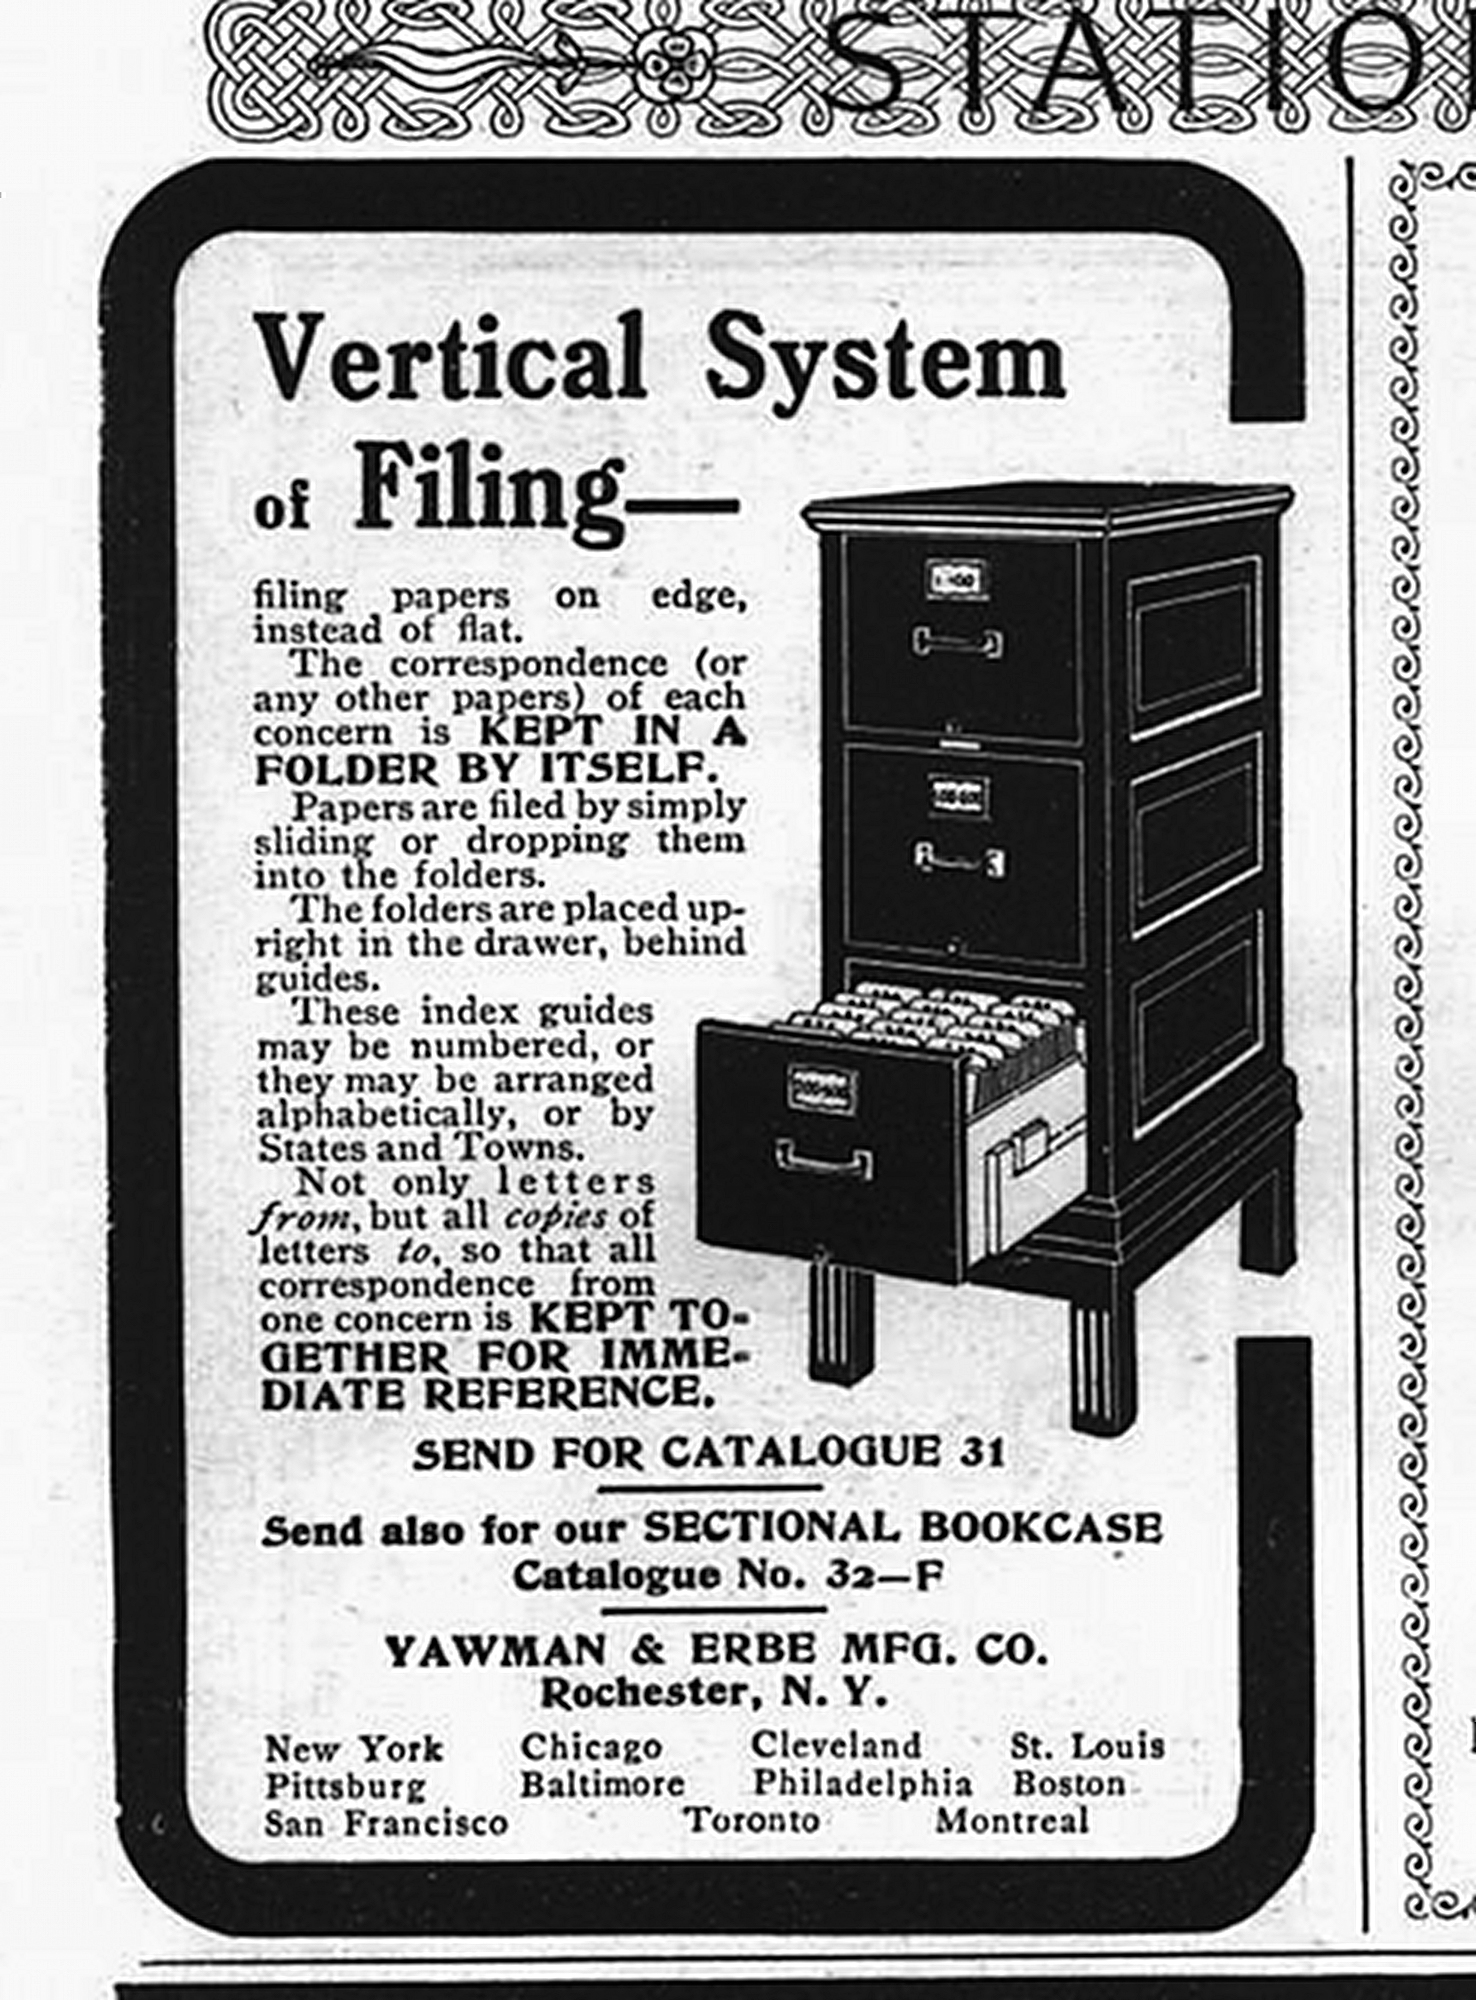 STATIO
Vertical System
of Filing—
filing papers on edge,
instead of flat.
The correspondence (or
any other papers) of each
concern is KEPT IN A
FOLDER BY ITSELF.
Papers are filed by simply
sliding or dropping them
into the folders.
The folders are placed up-
right in the drawer, behind
guides.
These index guides
may be numbered, or
they may be arranged
alphabetically, or by
States and Towns.
Not only letters
from, but all copies of
letters to, so that all
correspondence from
one concern is KEPT TO-
GETHER FOR IMME-
DIATE REFERENCE.
SEND FOR CATALOGUE 31
Send also for our SECTIONAL BOOKCASE
Catalogue No. 32—F
YAWMAN & ERBE MFG. CO.
Rochester, N. Y.
New York Chicago Cleveland St. Louis
Pittsburg Baltimore Philadelphia Boston
San Francisco Toronto Montreal